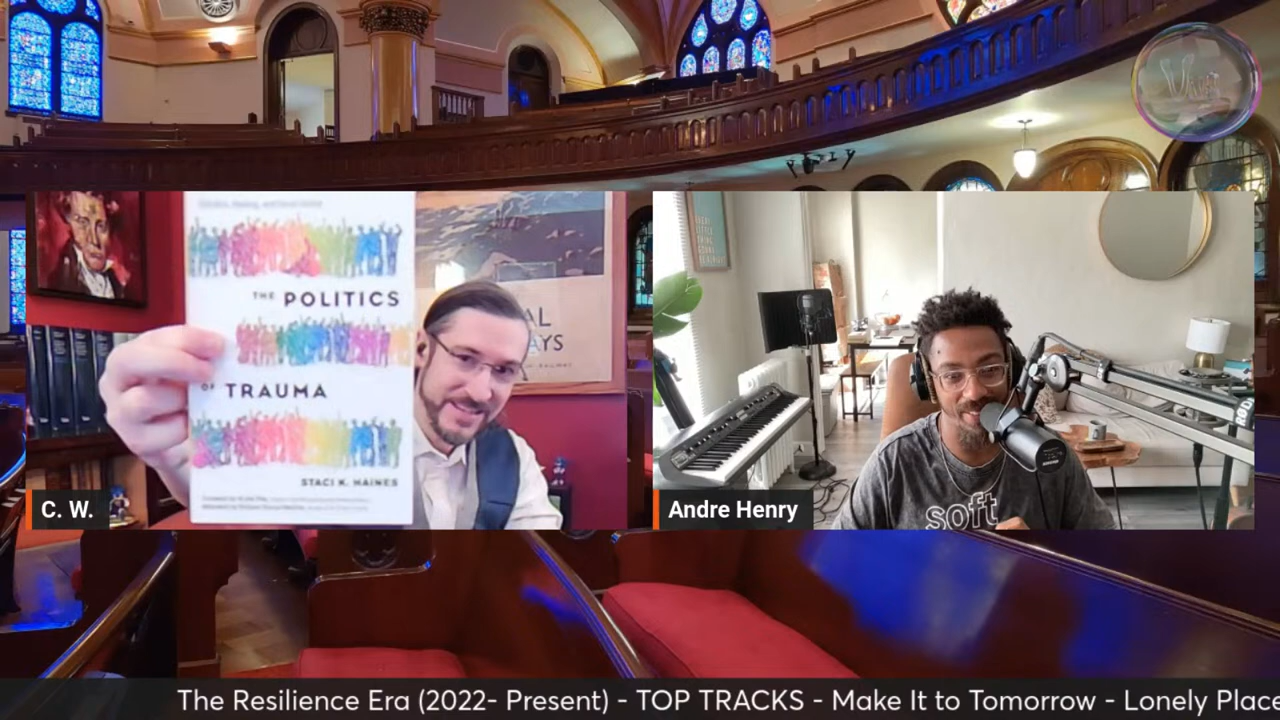 THE POLITICS
OF TRAUMA
STACI K. HAINES
C. W.
Andre Henry
soft
The Resilience Era (2022- Present) - TOP TRACKS - Make It to Tomorrow - Lonely Place